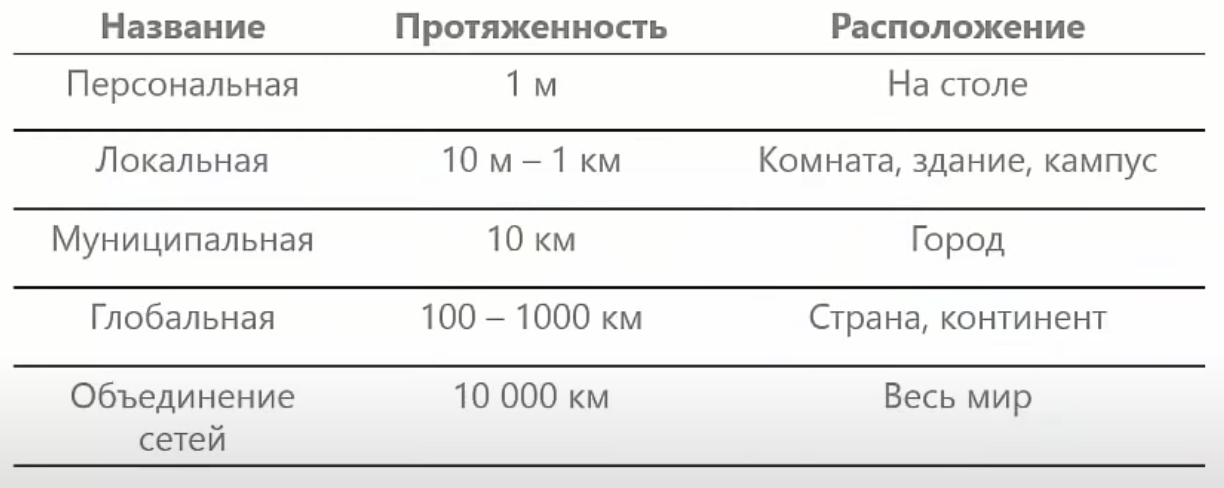 Название Протяженность Расположение
Персональная 1 м На столе
Локальная 10 м – 1 км Комната, здание, кампус
Муниципальная 10 км Город
Глобальная 100 – 1000 км Страна, континент
Объединение 10 000 км Весь мир
сетей